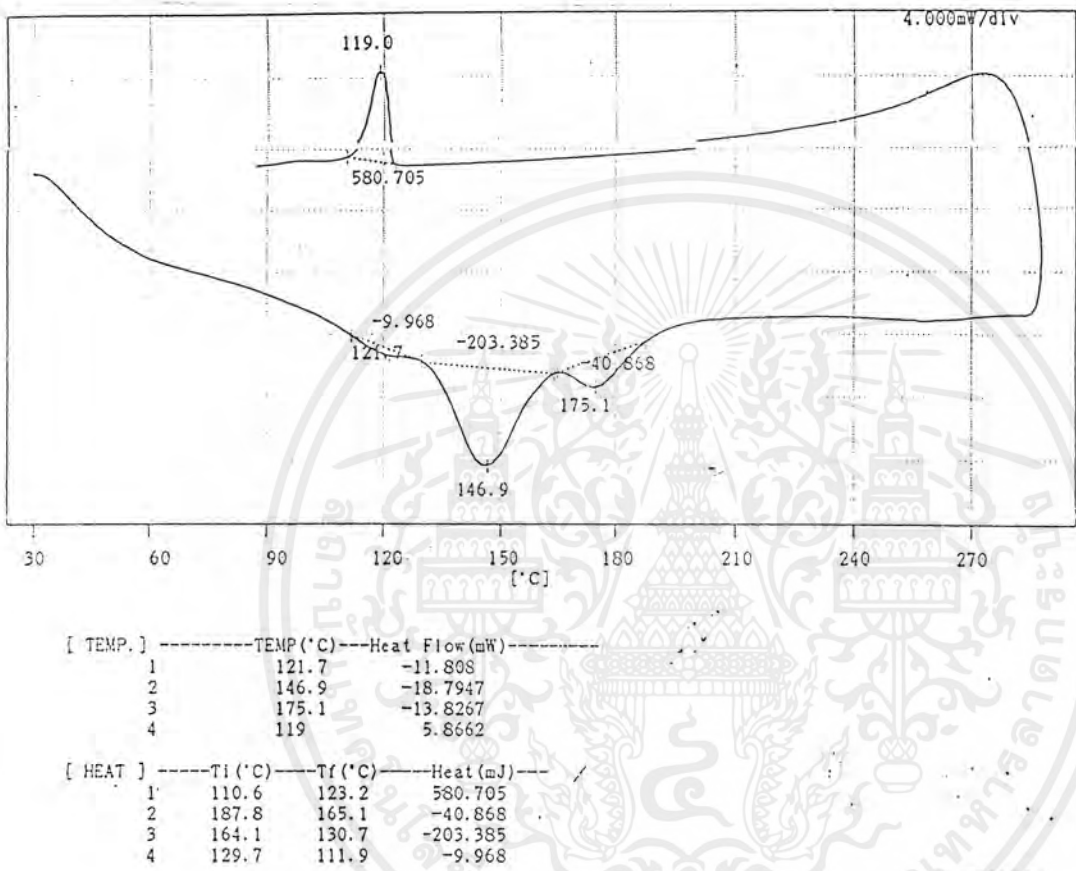 4.000mW/div
119.0
580.705
-9.968
121.7
-203.385
-40.868
175.1
146.9
30 60 90 120 150 180 210 240 270
[°C]
[ TEMP. ] --------TEMP(°C)---Heat Flow(mW)---------
1 121.7 -11.808
2 146.9 -18.7947
3 175.1 -13.8267
4 119 5.8662
[ HEAT ] -----Ti(°C)----Tf(°C)-----Heat(mJ)---
1 110.6 123.2 580.705
2 187.8 165.1 -40.868
3 164.1 130.7 -203.385
4 129.7 111.9 -9.968